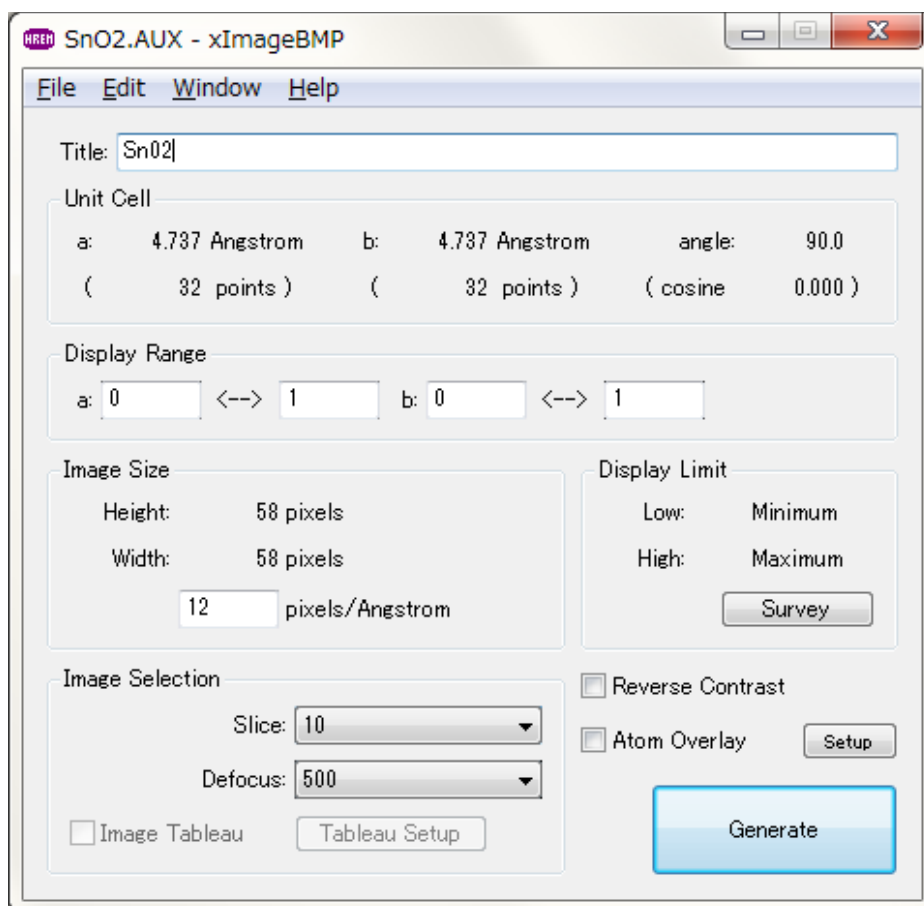 HREM SnO2.AUX - xImageBMP
File Edit Window Help
Title: SnO2
Unit Cell
a: 4.737 Angstrom b: 4.737 Angstrom angle: 90.0
( 32 points ) ( 32 points ) ( cosine 0.000 )
Display Range
a: 0 <--> 1 b: 0 <--> 1
Image Size
Height: 58 pixels
Width: 58 pixels
12 pixels/Angstrom
Display Limit
Low: Minimum
High: Maximum
Survey
Image Selection
Slice: 10
Defocus: 500
Image Tableau Tableau Setup
Reverse Contrast
Atom Overlay Setup
Generate